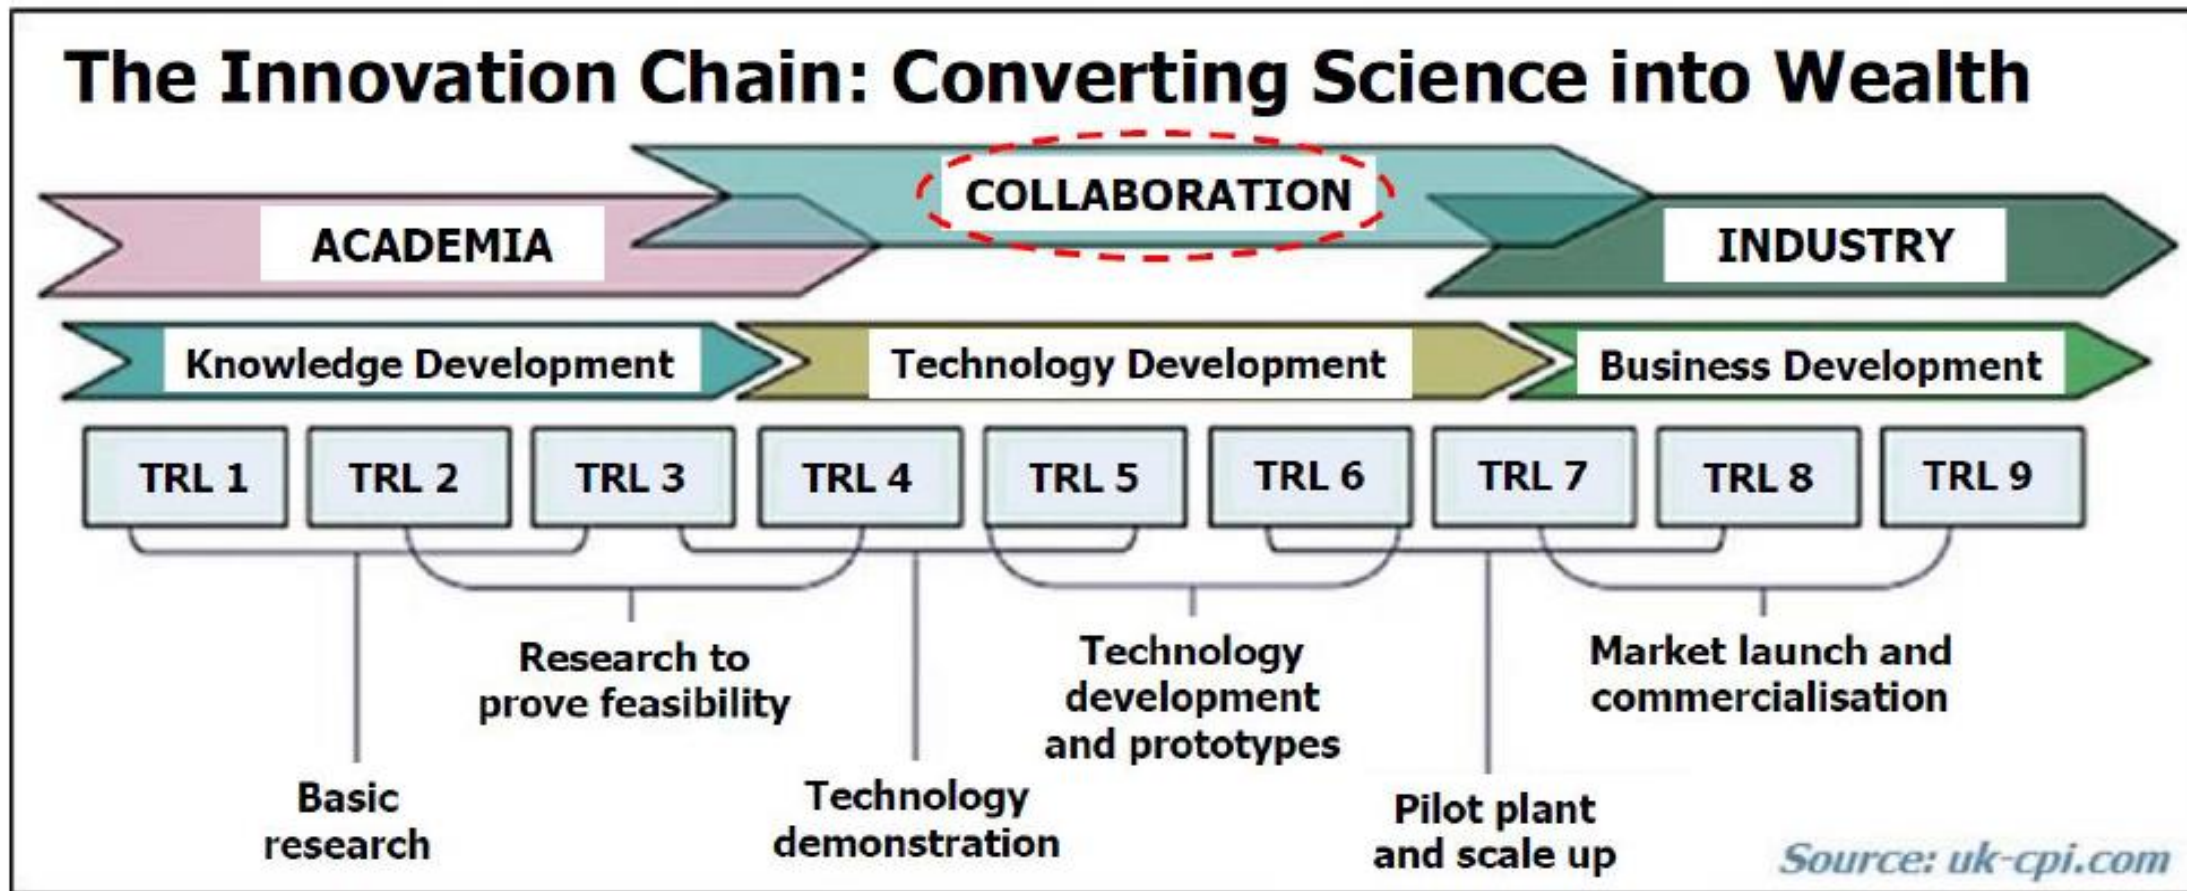 The Innovation Chain: Converting Science into Wealth
COLLABORATION
ACADEMIA
INDUSTRY
Knowledge Development
Technology Development
Business Development
TRL 1
TRL 2
TRL 3
TRL 4
TRL 5
TRL 6
TRL 7
TRL 8
TRL 9
Research to
prove feasibility
Technology
development
and prototypes
Market launch and
commercialisation
Basic
research
Technology
demonstration
Pilot plant
and scale up
Source: uk-cpi.com